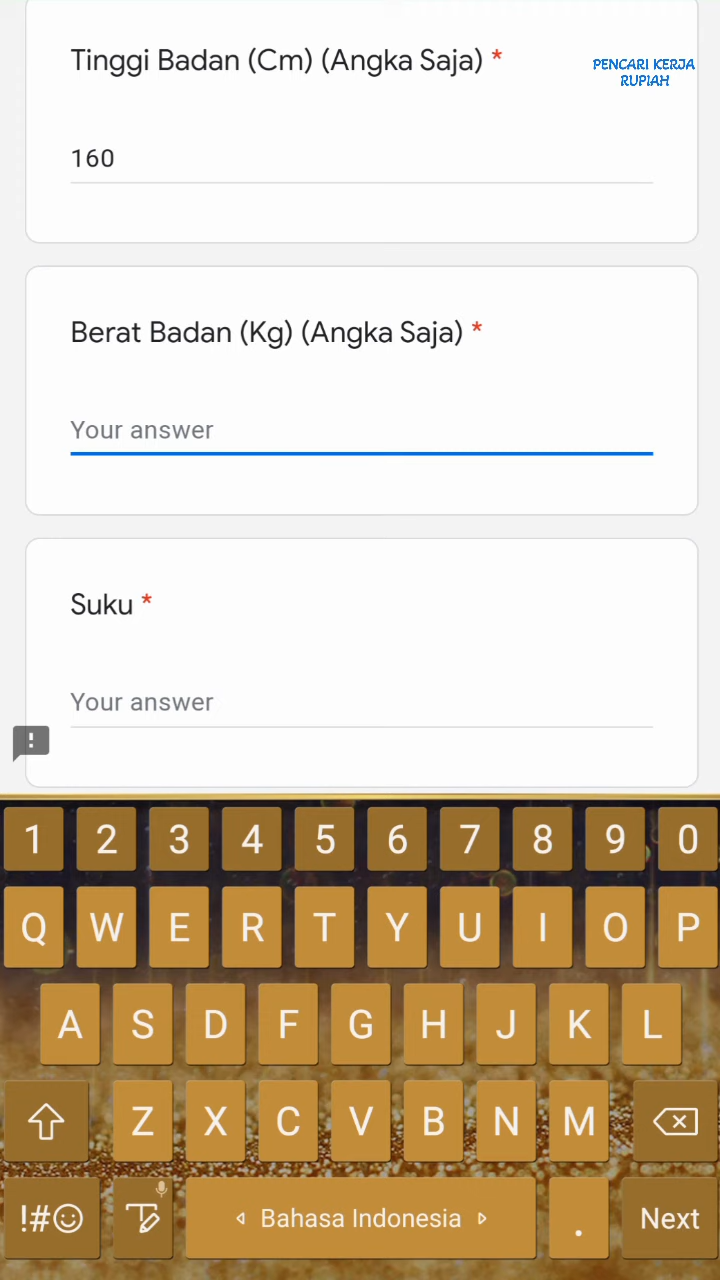 Tinggi Badan (Cm) (Angka Saja) *
PENCARI KERJA
RUPIAH
160
Berat Badan (Kg) (Angka Saja) *
Your answer
Suku *
Your answer
!
1 2 3 4 5 6 7 8 9 0
Q W E R T Y U I O P
A S D F G H J K L
Z X C V B N M
!#☺ T Bahasa Indonesia . Next